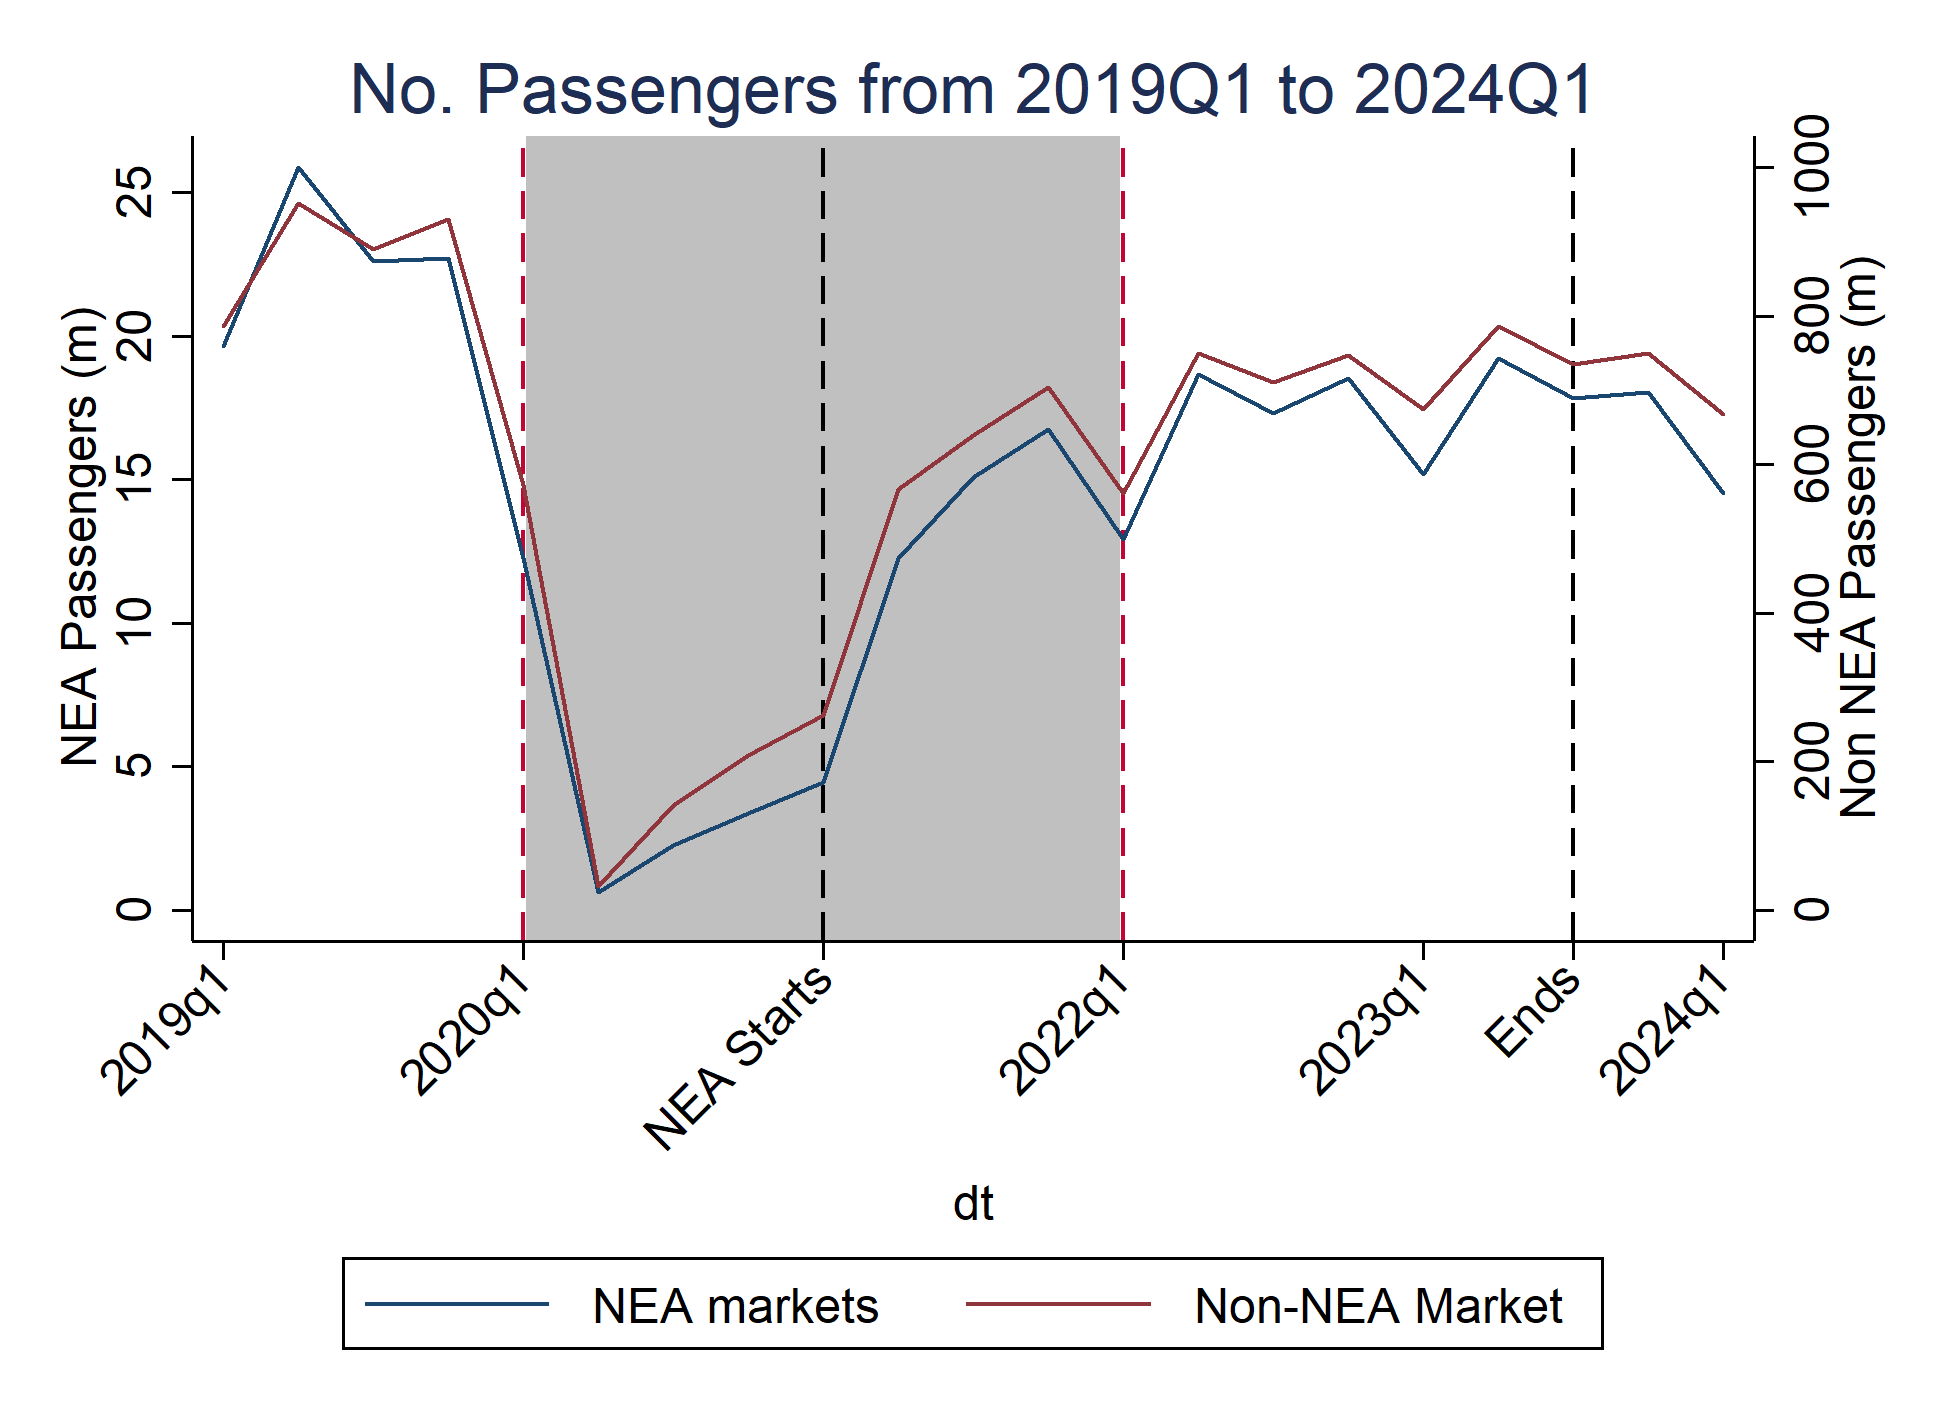 No. Passengers from 2019Q1 to 2024Q1
NEA Passengers (m)
25
20
15
10
5
0
Non NEA Passengers (m)
1000
800
600
400
200
0
2019q1
2020q1
NEA Starts
2022q1
2023q1
Ends
2024q1
dt
NEA markets
Non-NEA Market